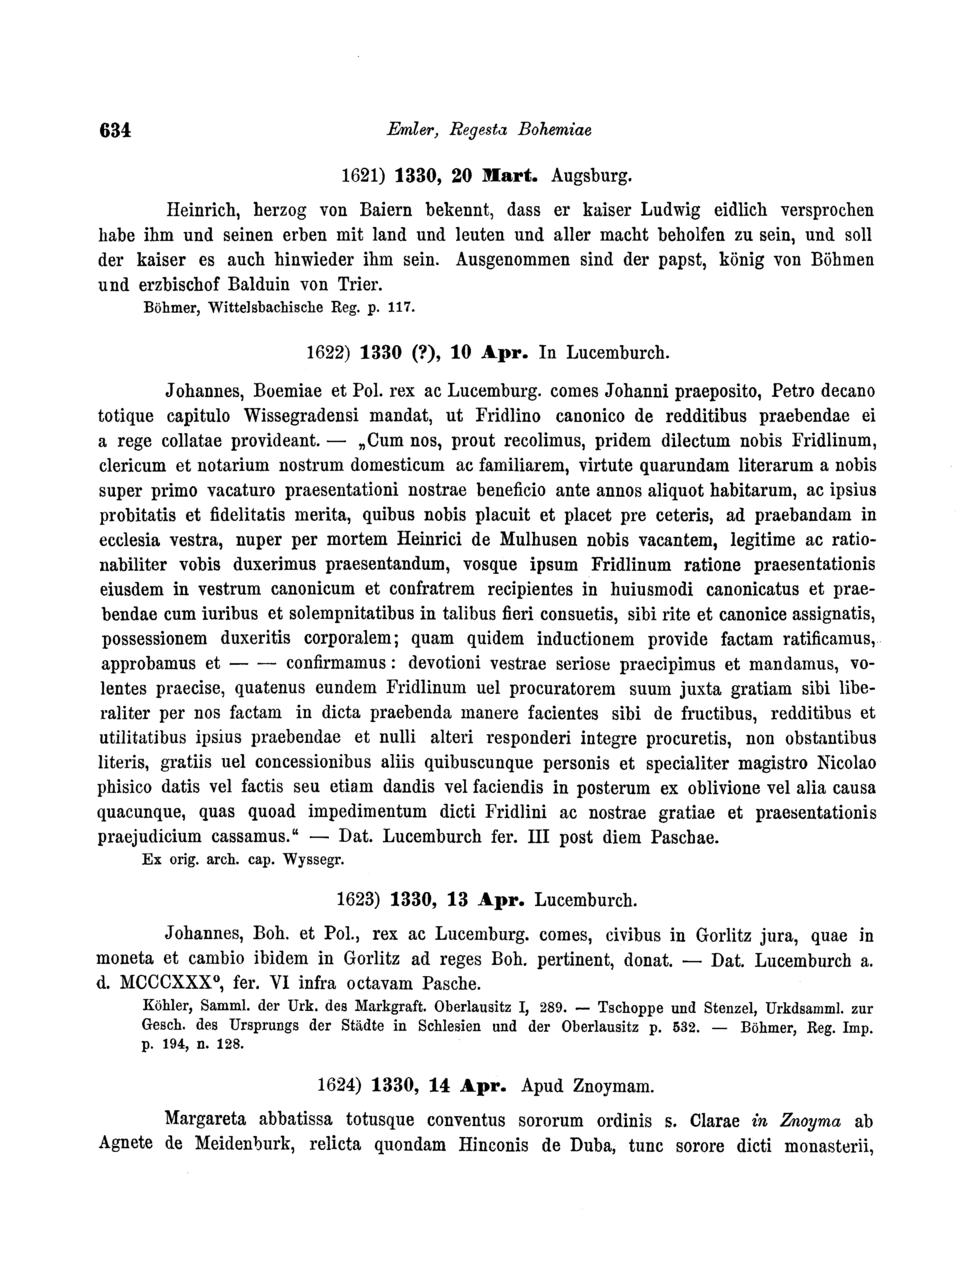 634 Emler, Regesta Bohemiae
1621) 1330, 20 Mart. Augsburg.
Heinrich, herzog von Baiern bekennt, dass er kaiser Ludwig eidlich versprochen
habe ihm und seinen erben mit land und leuten und aller macht beholfen zu sein, und soll
der kaiser es auch hinwieder ihm sein. Ausgenommen sind der papst, könig von Böhmen
und erzbischof Balduin von Trier.
Böhmer, Wittelsbachische Reg. p. 117.
1622) 1330 (?), 10 Apr. In Lucemburch.
Johannes, Boemiae et Pol. rex ac Lucemburg. comes Johanni praeposito, Petro decano
totique capitulo Wissegradensi mandat, ut Fridlino canonico de redditibus praebendae ei
a rege collatae provideant. — „Cum nos, prout recolimus, pridem dilectum nobis Fridlinum,
clericum et notarium nostrum domesticum ac familiarem, virtute quarundam literarum a nobis
super primo vacaturo praesentationi nostrae beneficio ante annos aliquot habitarum, ac ipsius
probitatis et fidelitatis merita, quibus nobis placuit et placet pre ceteris, ad praebandam in
ecclesia vestra, nuper per mortem Heinrici de Mulhusen nobis vacantem, legitime ac ratio-
nabiliter vobis duxerimus praesentandum, vosque ipsum Fridlinum ratione praesentationis
eiusdem in vestrum canonicum et confratrem recipientes in huiusmodi canonicatus et prae-
bendae cum iuribus et solempnitatibus in talibus fieri consuetis, sibi rite et canonice assignatis,
possessionem duxeritis corporalem; quam quidem inductionem provide factam ratificamus,
approbamus et — — confirmamus: devotioni vestrae seriose praecipimus et mandamus, vo-
lentes praecise, quatenus eundem Fridlinum uel procuratorem suum juxta gratiam sibi libe-
raliter per nos factam in dicta praebenda manere facientes sibi de fructibus, redditibus et
utilitatibus ipsius praebendae et nulli alteri responderi integre procuretis, non obstantibus
literis, gratiis uel concessionibus aliis quibuscunque personis et specialiter magistro Nicolao
phisico datis vel factis seu etiam dandis vel faciendis in posterum ex oblivione vel alia causa
quacunque, quas quoad impedimentum dicti Fridlini ac nostrae gratiae et praesentationis
praejudicium cassamus.“ — Dat. Lucemburch fer. III post diem Paschae.
Ex orig. arch. cap. Wyssegr.
1623) 1330, 13 Apr. Lucemburch.
Johannes, Boh. et Pol., rex ac Lucemburg. comes, civibus in Gorlitz jura, quae in
moneta et cambio ibidem in Gorlitz ad reges Boh. pertinent, donat. — Dat. Lucemburch a.
d. MCCCXXX⁰, fer. VI infra octavam Pasche.
Köhler, Samml. der Urk. des Markgraft. Oberlausitz I, 289. — Tschoppe und Stenzel, Urkdsamml. zur
Gesch. des Ursprungs der Städte in Schlesien und der Oberlausitz p. 532. — Böhmer, Reg. Imp.
p. 194, n. 128.
1624) 1330, 14 Apr. Apud Znoymam.
Margareta abbatissa totusque conventus sororum ordinis s. Clarae in Znoyma ab
Agnete de Meidenburk, relicta quondam Hinconis de Duba, tunc sorore dicti monasterii,